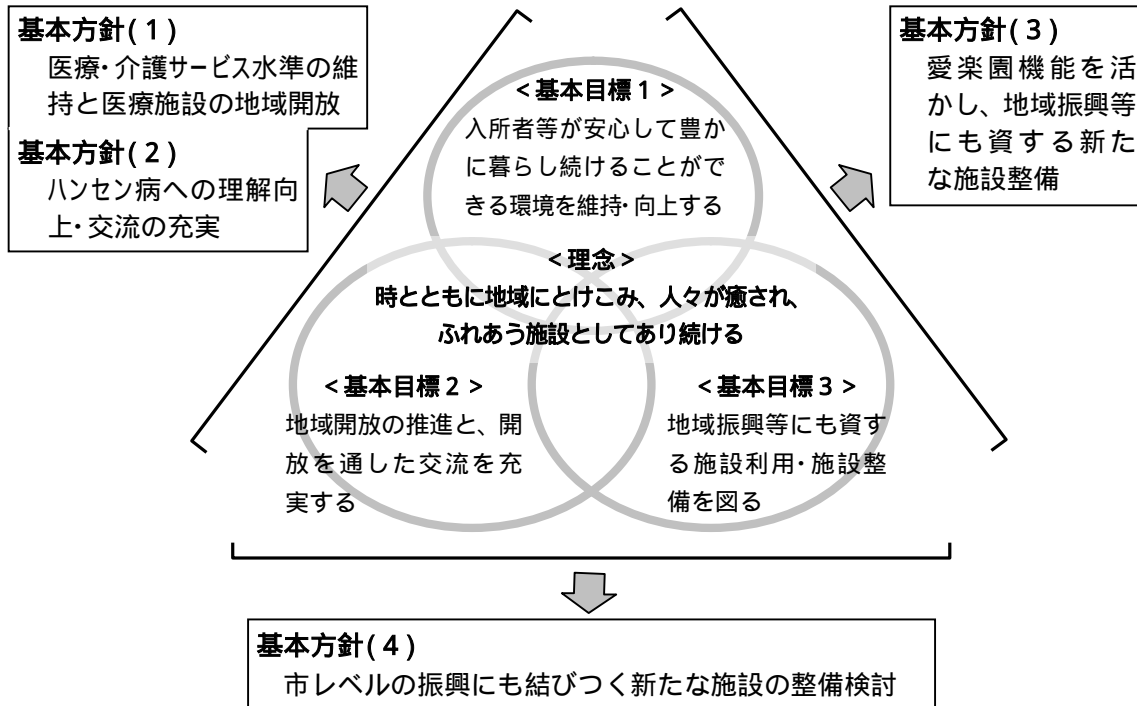 基本方針(1)
医療・介護サービス水準の維
持と医療施設の地域開放
基本方針(2)
ハンセン病への理解向
上・交流の充実
基本方針(3)
愛楽園機能を活
かし、地域振興等
にも資する新た
な施設整備
<基本目標1>
入所者等が安心して豊か
に暮らし続けることがで
きる環境を維持・向上する
<理念>
時とともに地域にとけこみ、人々が癒され、
ふれあう施設としてあり続ける
<基本目標2>
地域開放の推進と、開
放を通した交流を充
実する
<基本目標3>
地域振興等にも資す
る施設利用・施設整
備を図る
基本方針(4)
市レベルの振興にも結びつく新たな施設の整備検討